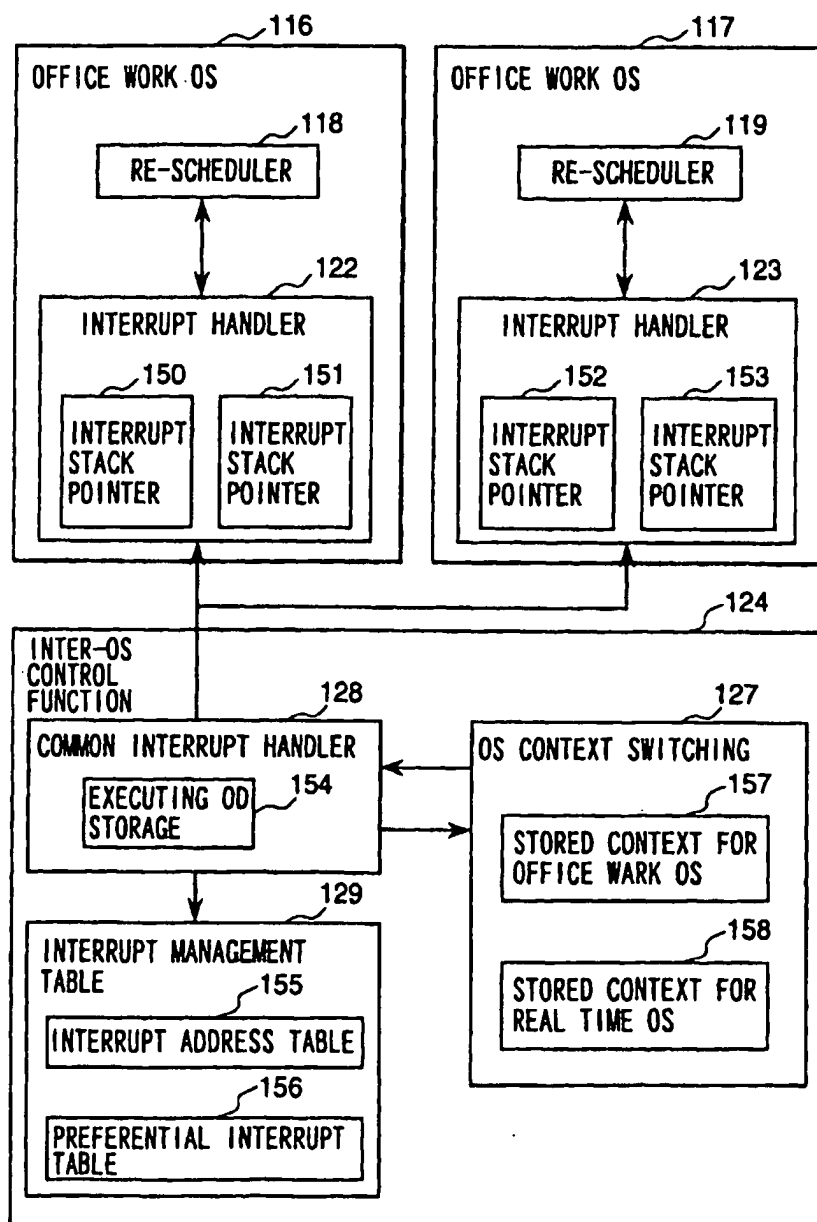 116
OFFICE WORK OS
118
RE-SCHEDULER
122
INTERRUPT HANDLER
150
INTERRUPT
STACK
POINTER
151
INTERRUPT
STACK
POINTER
117
OFFICE WORK OS
119
RE-SCHEDULER
123
INTERRUPT HANDLER
152
INTERRUPT
STACK
POINTER
153
INTERRUPT
STACK
POINTER
124
INTER-OS
CONTROL
FUNCTION
128
COMMON INTERRUPT HANDLER
EXECUTING OD
STORAGE
154
129
INTERRUPT MANAGEMENT
TABLE
155
INTERRUPT ADDRESS TABLE
156
PREFERENTIAL INTERRUPT
TABLE
127
OS CONTEXT SWITCHING
157
STORED CONTEXT FOR
OFFICE WARK OS
158
STORED CONTEXT FOR
REAL TIME OS